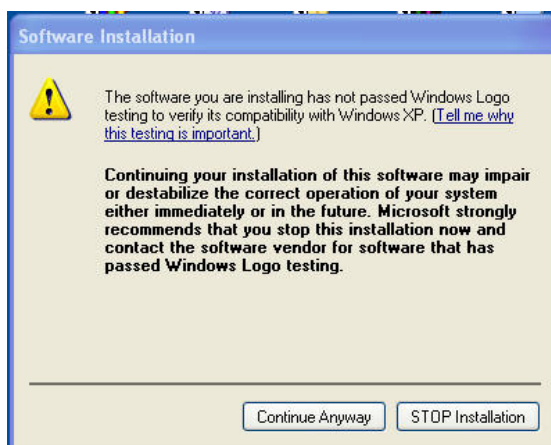 Software Installation
The software you are installing has not passed Windows Logo
testing to verify its compatibility with Windows XP. (Tell me why
this testing is important.)
Continuing your installation of this software may impair
or destabilize the correct operation of your system
either immediately or in the future. Microsoft strongly
recommends that you stop this installation now and
contact the software vendor for software that has
passed Windows Logo testing.
Continue Anyway STOP Installation